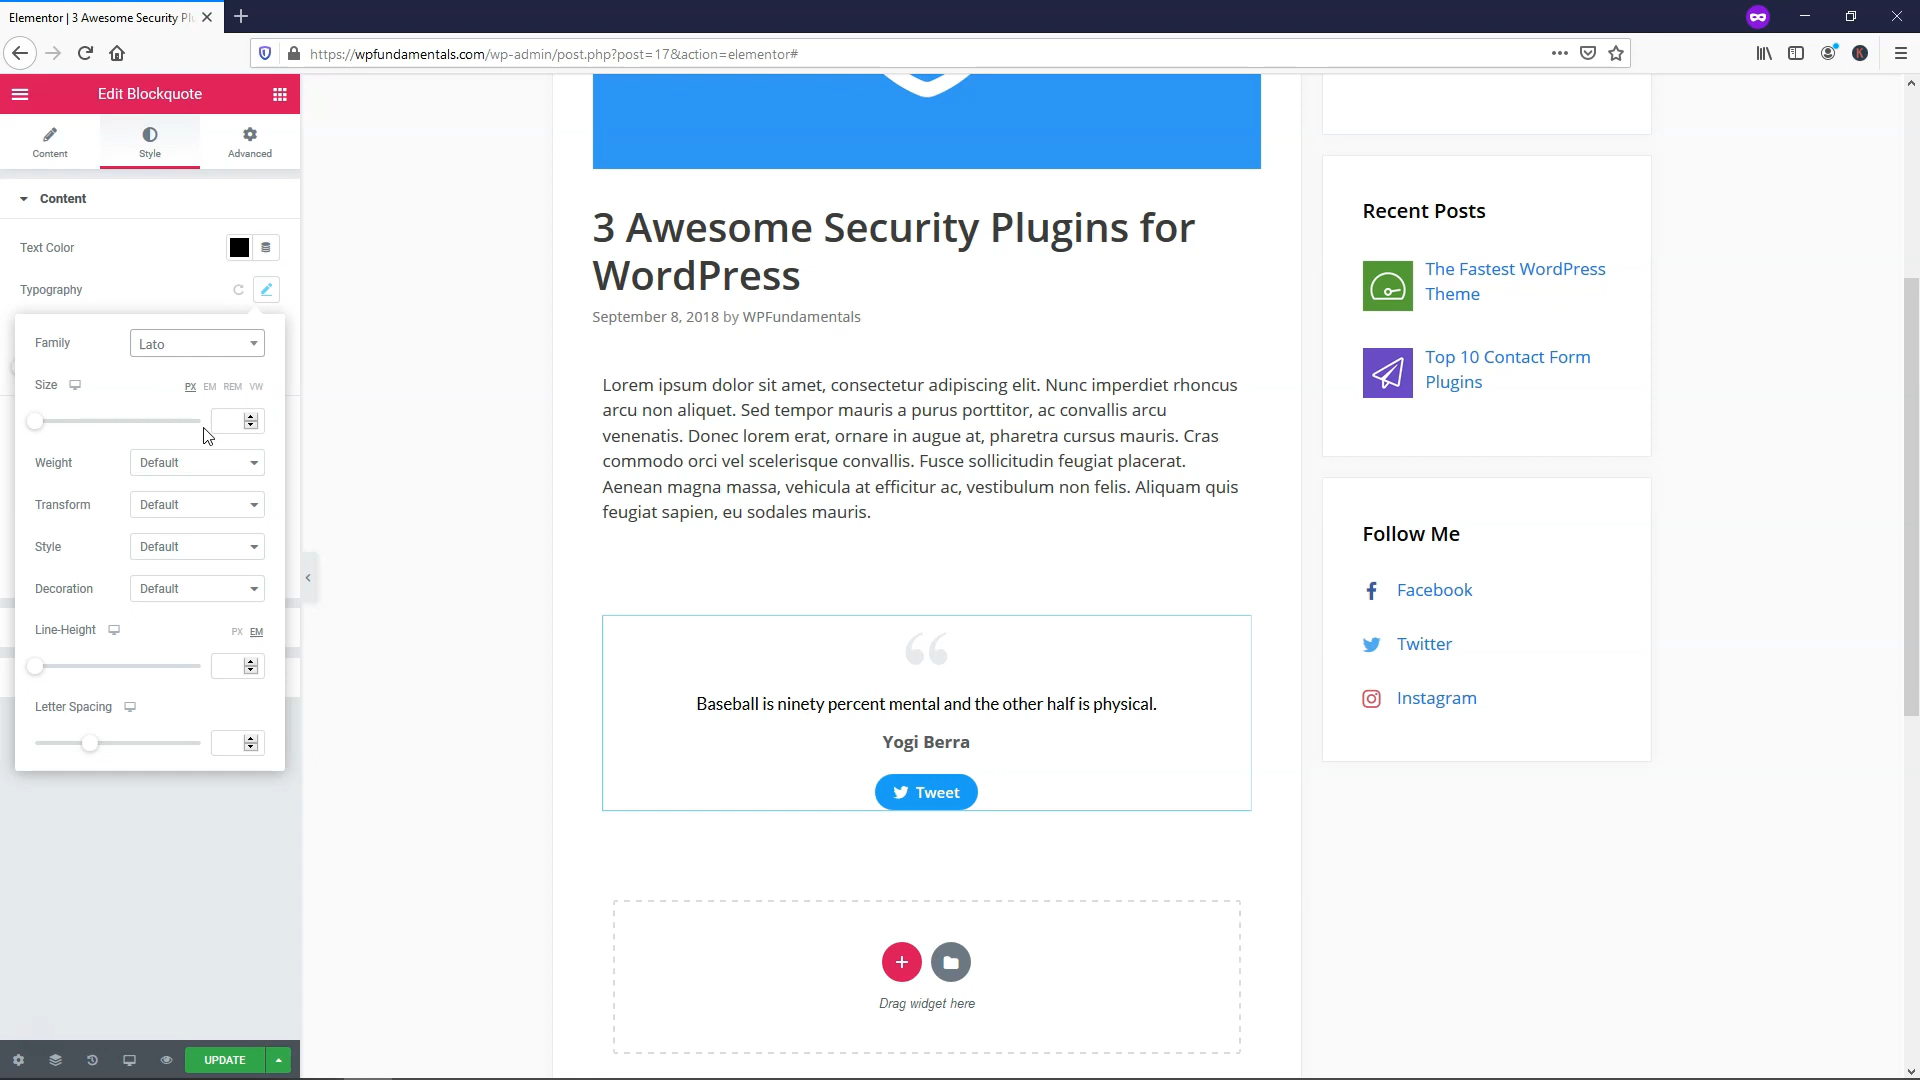 Elementor | 3 Awesome Security Pl
https://wpfundamentals.com/wp-admin/post.php?post=17&action=elementor#
K
Edit Blockquote
Content
Style
Advanced
Content
Text Color
Typography
Family
Lato
Size
PX EM REM VW
Weight
Default
Transform
Default
Style
Default
Decoration
Default
Line-Height
PX EM
Letter Spacing
UPDATE
3 Awesome Security Plugins for
WordPress
September 8, 2018 by WPFundamentals
Lorem ipsum dolor sit amet, consectetur adipiscing elit. Nunc imperdiet rhoncus
arcu non aliquet. Sed tempor mauris a purus porttitor, ac convallis arcu
venenatis. Donec lorem erat, ornare in augue at, pharetra cursus mauris. Cras
commodo orci vel scelerisque convallis. Fusce sollicitudin feugiat placerat.
Aenean magna massa, vehicula at efficitur ac, vestibulum non felis. Aliquam quis
feugiat sapien, eu sodales mauris.
“
Baseball is ninety percent mental and the other half is physical.
Yogi Berra
Tweet
Drag widget here
Recent Posts
The Fastest WordPress
Theme
Top 10 Contact Form
Plugins
Follow Me
Facebook
Twitter
Instagram